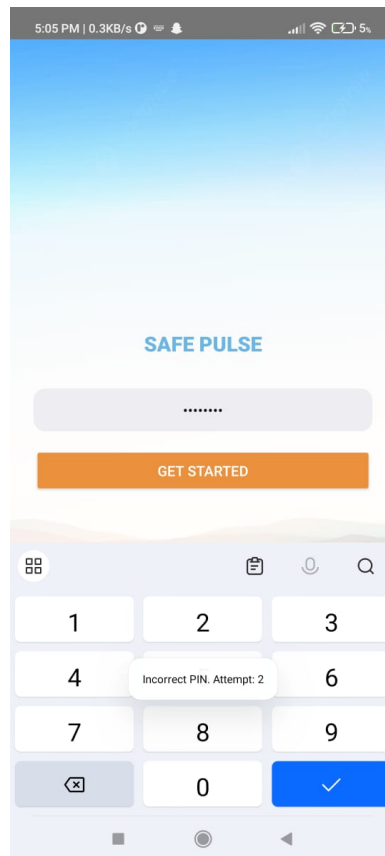 5:05 PM | 0.3KB/s 5%
SAFE PULSE
••••••••
GET STARTED
1 2 3
4 6
Incorrect PIN. Attempt: 2
7 8 9
0